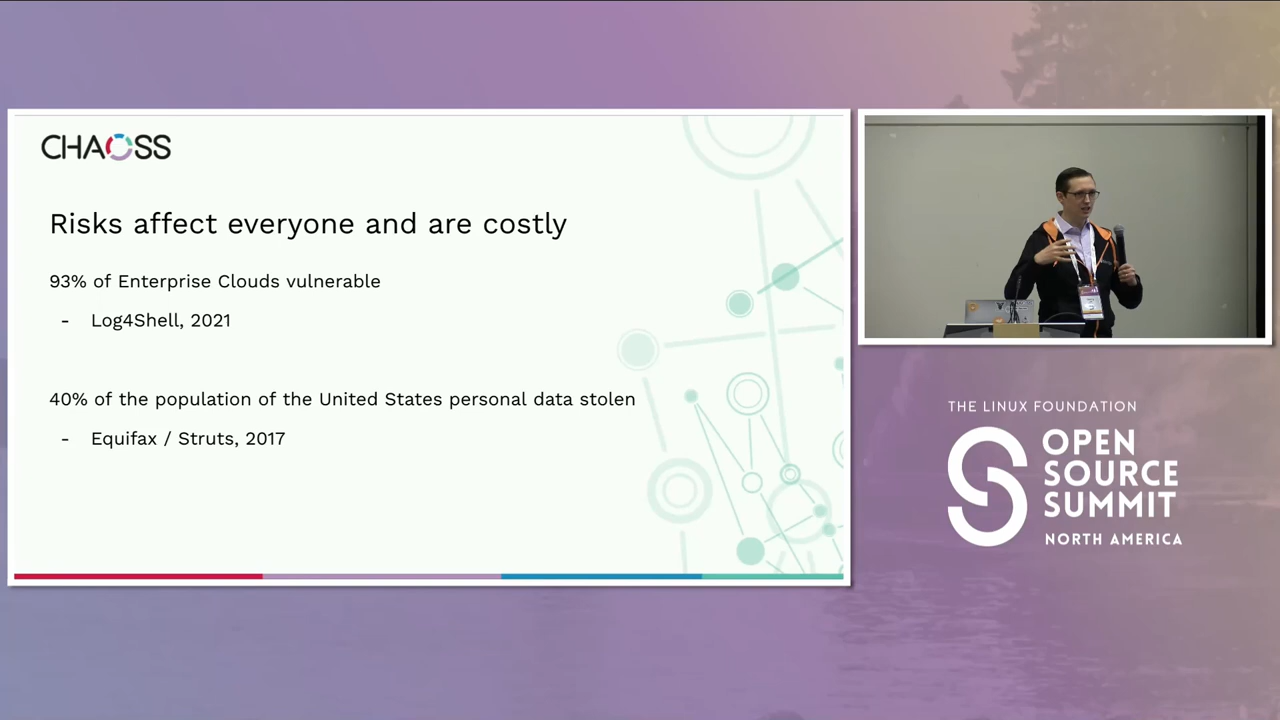 CHAOSS
Risks affect everyone and are costly
93% of Enterprise Clouds vulnerable
- Log4Shell, 2021
40% of the population of the United States personal data stolen
- Equifax / Struts, 2017
THE LINUX FOUNDATION
OPEN
SOURCE
SUMMIT
NORTH AMERICA